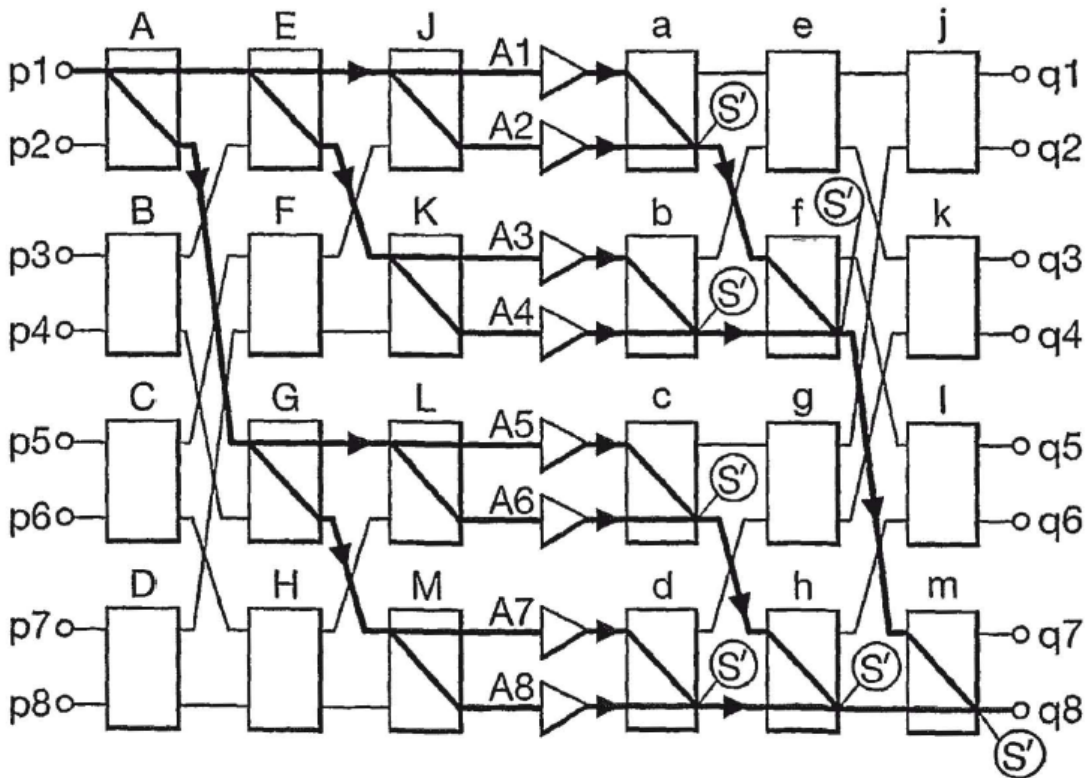 A E J a e j
p1 A1 q1
S'
p2 A2 q2
B F K b f k
S'
p3 A3 q3
S'
p4 A4 q4
C G L c g l
p5 A5 q5
S'
p6 A6 q6
D H M d h m
p7 A7 q7
S' S'
p8 A8 q8
S'